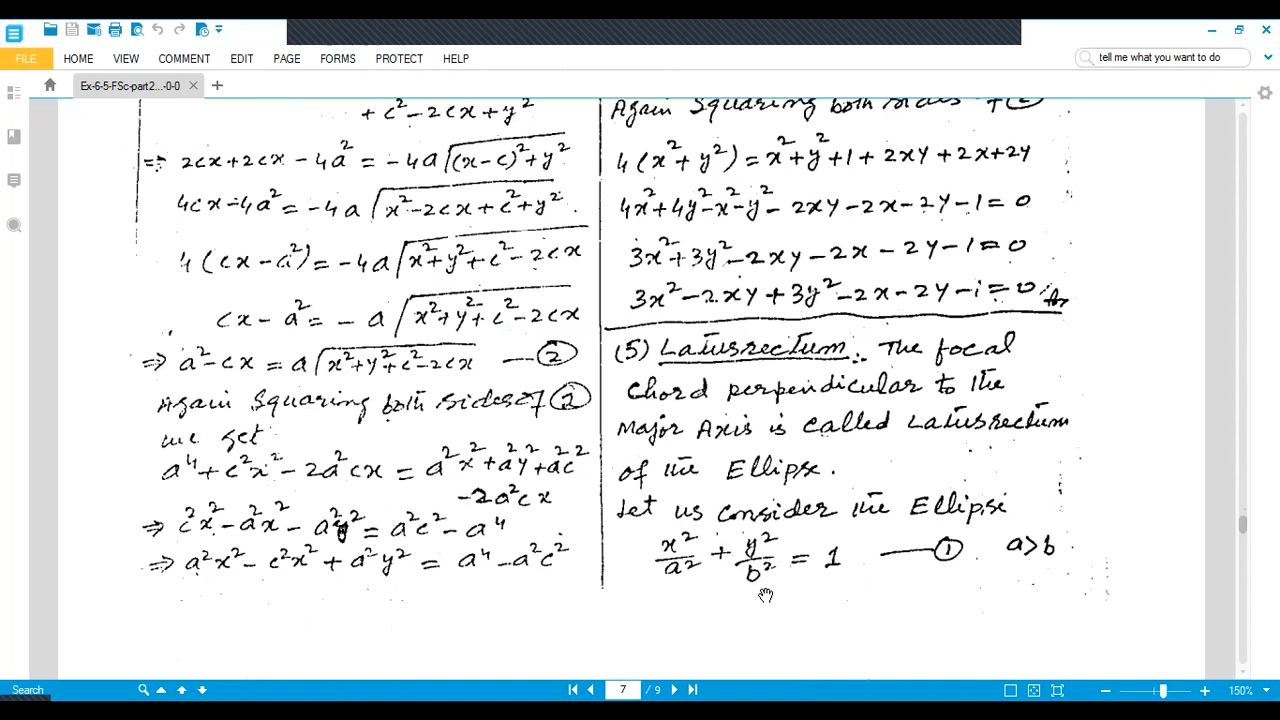 FILE HOME VIEW COMMENT EDIT PAGE FORMS PROTECT HELP
tell me what you want to do
Ex-6-5-FSc-part2...-0-0
+ c² - 2cx + y²
⇒ 2cx + 2cx - 4a² = -4a √((x-c)² + y²)
4cx - 4a² = -4a √(x² - 2cx + c² + y²)
4(cx - a²) = -4a √(x² + y² + c² - 2cx)
cx - a² = -a √(x² + y² + c² - 2cx)
⇒ a² - cx = a √(x² + y² + c² - 2cx) — ②
Again Squaring both sides of ②
we get
a⁴ + c²x² - 2a²cx = a²x² + a²y² + a²c²
- 2a²cx
⇒ c²x² - a²x² - a²y² = a²c² - a⁴
⇒ a²x² - c²x² + a²y² = a⁴ - a²c²
Again Squaring both sides
4(x² + y²) = x² + y² + 1 + 2xy + 2x + 2y
4x² + 4y² - x² - y² - 2xy - 2x - 2y - 1 = 0
3x² + 3y² - 2xy - 2x - 2y - 1 = 0
3x² - 2xy + 3y² - 2x - 2y - 1 = 0
(5) Latusrectum:. The focal
Chord perpendicular to the
Major Axis is called Latusrectum
of the Ellipse.
Let us consider the Ellipse
x²/a² + y²/b² = 1 — ① a>b
Search
7 / 9
150%